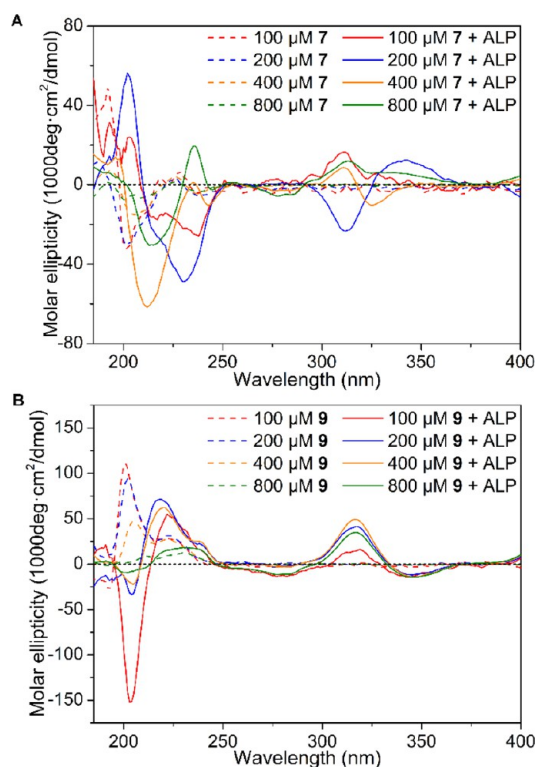 A
100 μM 7 100 μM 7 + ALP
200 μM 7 200 μM 7 + ALP
400 μM 7 400 μM 7 + ALP
800 μM 7 800 μM 7 + ALP
Molar ellipticity (1000deg·cm²/dmol)
80
40
0
-40
-80
200 250 300 350 400
Wavelength (nm)
B
100 μM 9 100 μM 9 + ALP
200 μM 9 200 μM 9 + ALP
400 μM 9 400 μM 9 + ALP
800 μM 9 800 μM 9 + ALP
Molar ellipticity (1000deg·cm²/dmol)
150
100
50
0
-50
-100
-150
200 250 300 350 400
Wavelength (nm)